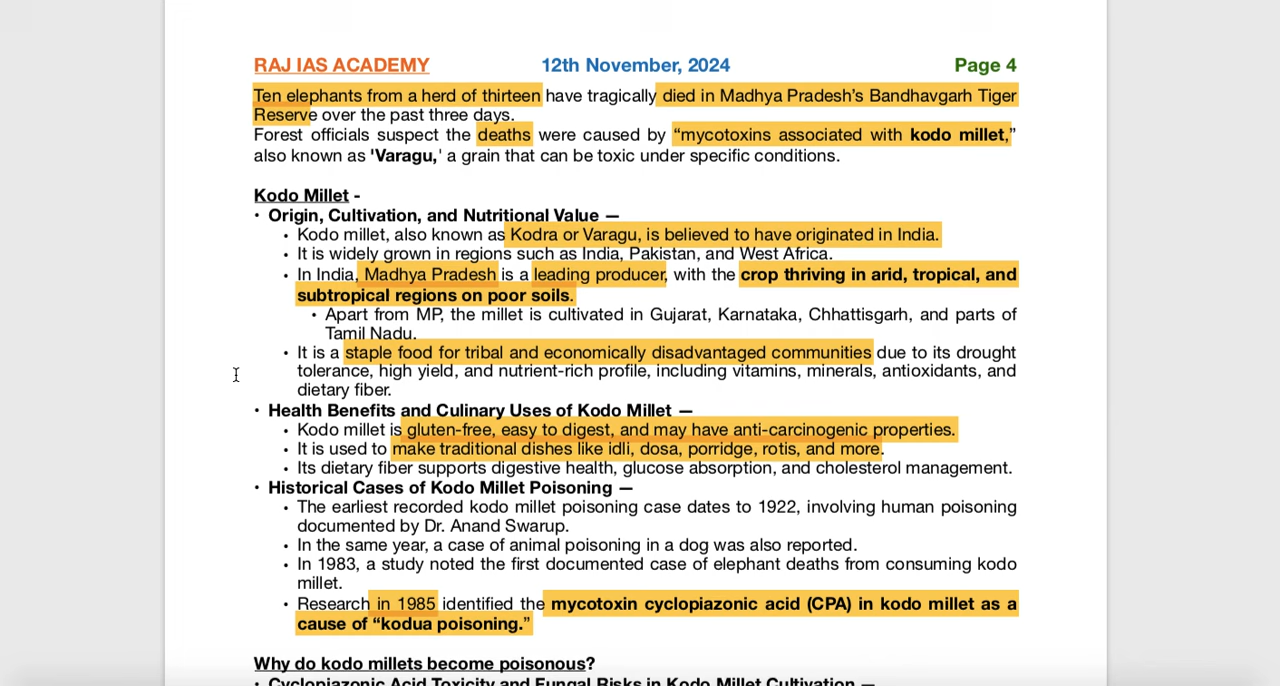 RAJ IAS ACADEMY 12th November, 2024 Page 4
Ten elephants from a herd of thirteen have tragically died in Madhya Pradesh’s Bandhavgarh Tiger
Reserve over the past three days.
Forest officials suspect the deaths were caused by “mycotoxins associated with kodo millet,”
also known as 'Varagu,' a grain that can be toxic under specific conditions.
Kodo Millet -
• Origin, Cultivation, and Nutritional Value —
• Kodo millet, also known as Kodra or Varagu, is believed to have originated in India.
• It is widely grown in regions such as India, Pakistan, and West Africa.
• In India, Madhya Pradesh is a leading producer, with the crop thriving in arid, tropical, and
subtropical regions on poor soils.
• Apart from MP, the millet is cultivated in Gujarat, Karnataka, Chhattisgarh, and parts of
Tamil Nadu.
• It is a staple food for tribal and economically disadvantaged communities due to its drought
tolerance, high yield, and nutrient-rich profile, including vitamins, minerals, antioxidants, and
dietary fiber.
• Health Benefits and Culinary Uses of Kodo Millet —
• Kodo millet is gluten-free, easy to digest, and may have anti-carcinogenic properties.
• It is used to make traditional dishes like idli, dosa, porridge, rotis, and more.
• Its dietary fiber supports digestive health, glucose absorption, and cholesterol management.
• Historical Cases of Kodo Millet Poisoning —
• The earliest recorded kodo millet poisoning case dates to 1922, involving human poisoning
documented by Dr. Anand Swarup.
• In the same year, a case of animal poisoning in a dog was also reported.
• In 1983, a study noted the first documented case of elephant deaths from consuming kodo
millet.
• Research in 1985 identified the mycotoxin cyclopiazonic acid (CPA) in kodo millet as a
cause of “kodua poisoning.”
Why do kodo millets become poisonous?
• Cyclopiazonic Acid Toxicity and Fungal Risks in Kodo Millet Cultivation —